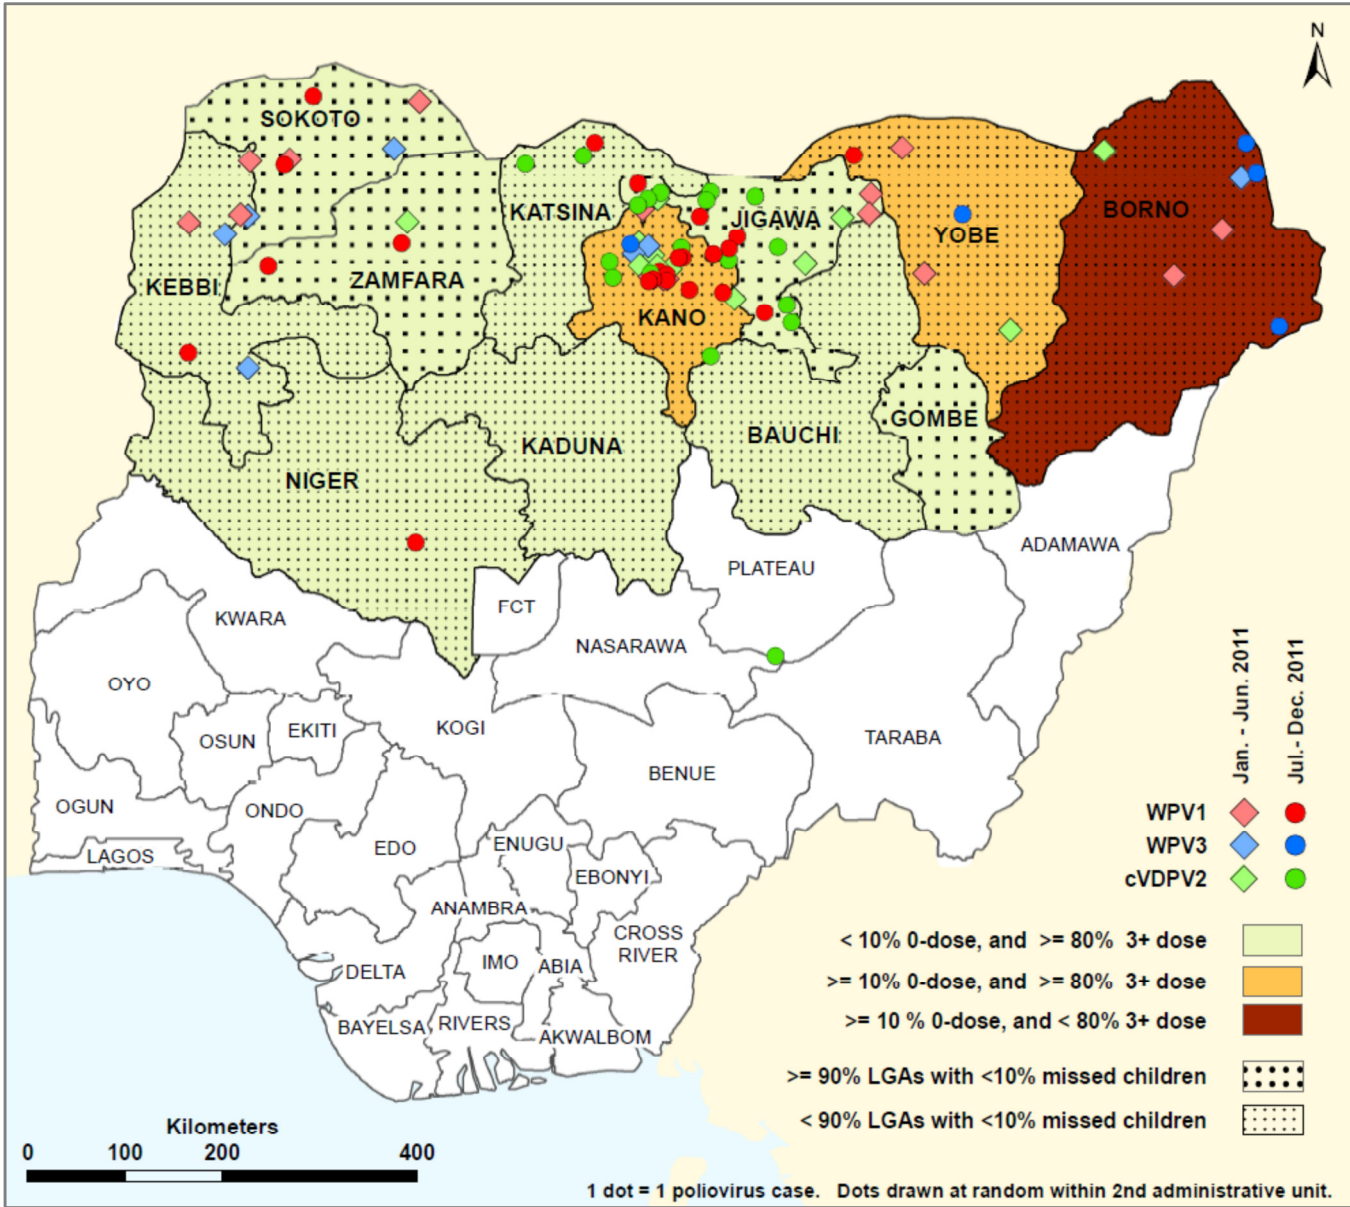 N
SOKOTO
KATSINA
JIGAWA
YOBE
BORNO
KEBBI
ZAMFARA
KANO
GOMBE
BAUCHI
KADUNA
NIGER
ADAMAWA
PLATEAU
FCT
KWARA
NASARAWA
OYO
KOGI
EKITI
OSUN
TARABA
BENUE
OGUN
ONDO
LAGOS
EDO
ENUGU
EBONYI
ANAMBRA
CROSS
RIVER
IMO
ABIA
DELTA
BAYELSA
RIVERS
AKWALBOM
Jan. - Jun. 2011
Jul.- Dec. 2011
WPV1
WPV3
cVDPV2
< 10% 0-dose, and >= 80% 3+ dose
>= 10% 0-dose, and >= 80% 3+ dose
>= 10 % 0-dose, and < 80% 3+ dose
>= 90% LGAs with <10% missed children
< 90% LGAs with <10% missed children
Kilometers
0 100 200 400
1 dot = 1 poliovirus case. Dots drawn at random within 2nd administrative unit.